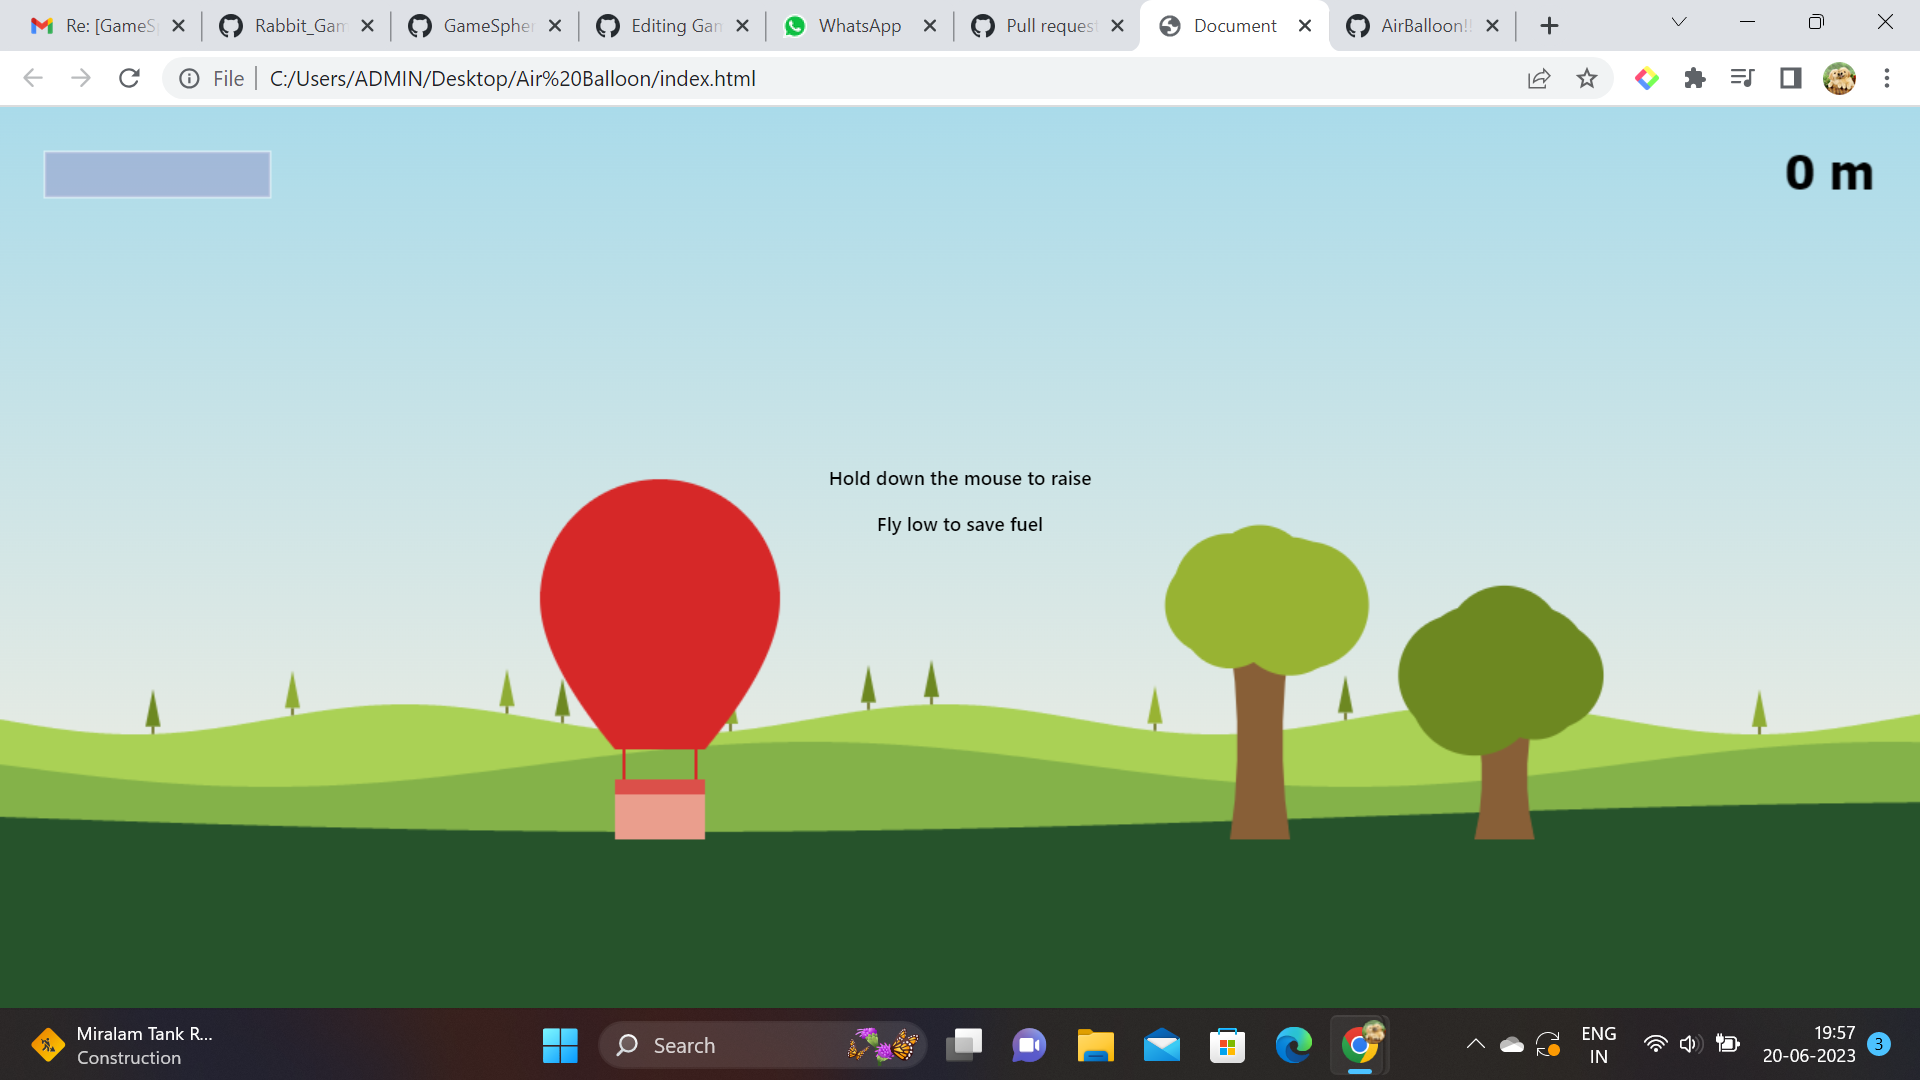 Re: [GameS
Rabbit_Gam
GameSpher
Editing Gam
WhatsApp
Pull request
Document
AirBalloon!!
File
C:/Users/ADMIN/Desktop/Air%20Balloon/index.html
0 m
Hold down the mouse to raise
Fly low to save fuel
Miralam Tank R...
Construction
Search
ENG
IN
19:57
20-06-2023
3